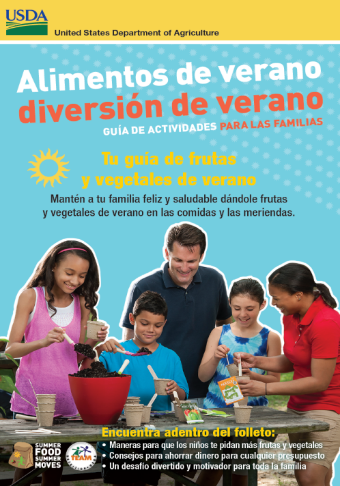 USDA
United States Department of Agriculture
Alimentos de verano
diversión de verano
GUÍA DE ACTIVIDADES PARA LAS FAMILIAS
Tu guía de frutas
y vegetales de verano
Mantén a tu familia feliz y saludable dándole frutas
y vegetales de verano en las comidas y las meriendas.
Encuentra adentro del folleto:
• Maneras para que los niños te pidan más frutas y vegetales
• Consejos para ahorrar dinero para cualquier presupuesto
• Un desafío divertido y motivador para toda la familia
SUMMER
FOOD
SUMMER
MOVES
TEAM